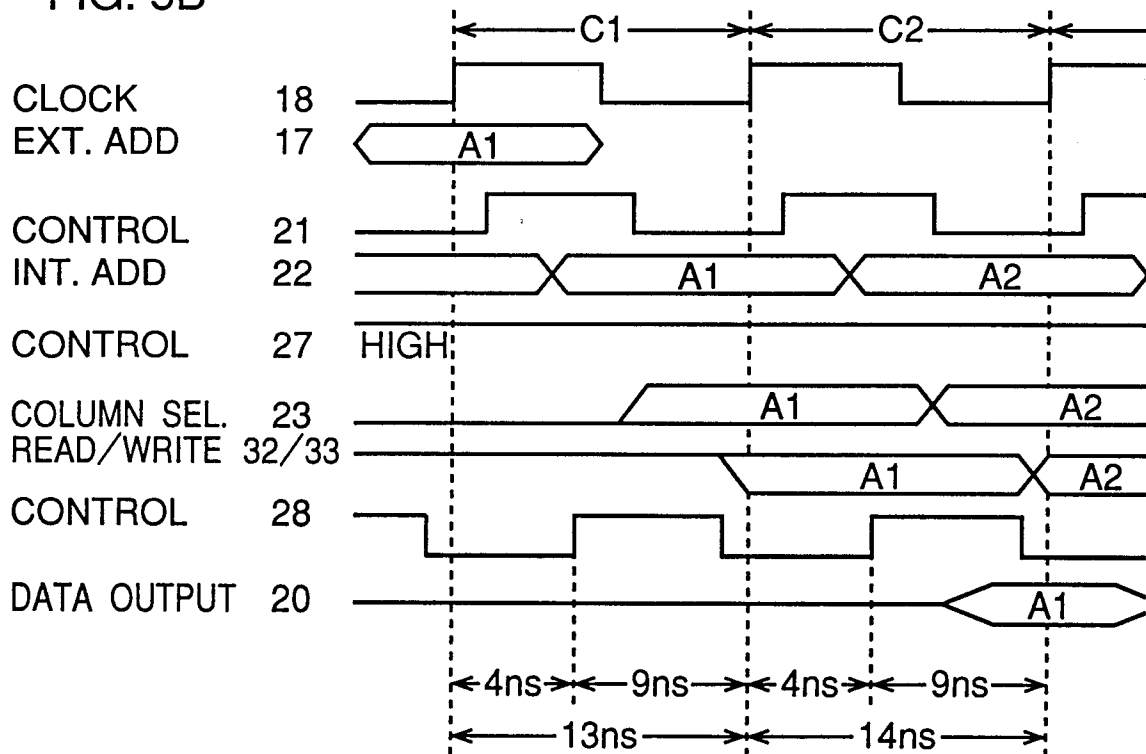 FIG. 5B
C1 C2
CLOCK 18
EXT. ADD 17 A1
CONTROL 21
INT. ADD 22 A1 A2
CONTROL 27 HIGH
COLUMN SEL. 23 A1 A2
READ/WRITE 32/33 A1 A2
CONTROL 28
DATA OUTPUT 20 A1
4ns 9ns 4ns 9ns
13ns 14ns